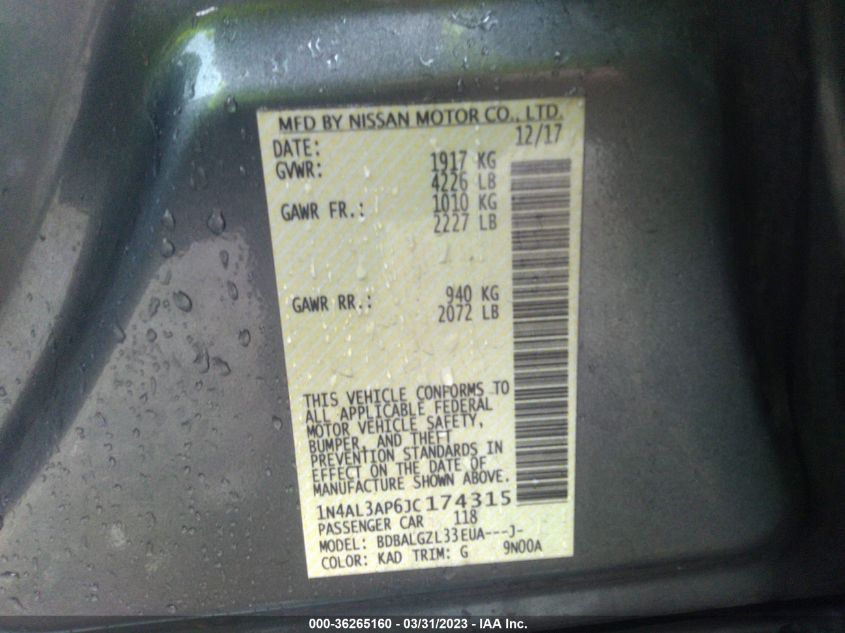 MFD BY NISSAN MOTOR CO., LTD.
DATE: 12/17
GVWR: 1917 KG
4226 LB
GAWR FR.: 1010 KG
2227 LB
GAWR RR.: 940 KG
2072 LB
THIS VEHICLE CONFORMS TO
ALL APPLICABLE FEDERAL
MOTOR VEHICLE SAFETY,
BUMPER, AND THEFT
PREVENTION STANDARDS IN
EFFECT ON THE DATE OF
MANUFACTURE SHOWN ABOVE.
1N4AL3AP6JC174315
PASSENGER CAR 118
MODEL: BDBALGZL33EUA---J-
COLOR: KAD TRIM: G 9N00A
000-36265160 - 03/31/2023 - IAA Inc.